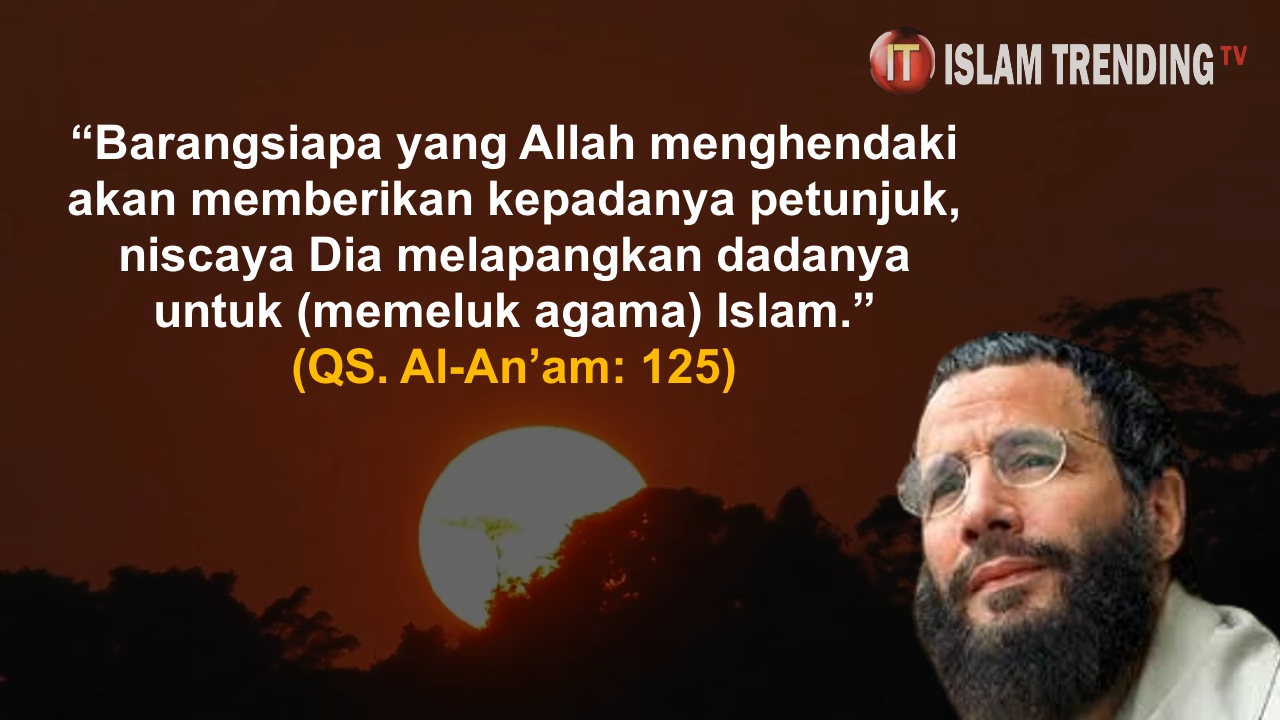 IT ISLAM TRENDING TV
“Barangsiapa yang Allah menghendaki
akan memberikan kepadanya petunjuk,
niscaya Dia melapangkan dadanya
untuk (memeluk agama) Islam.”
(QS. Al-An’am: 125)